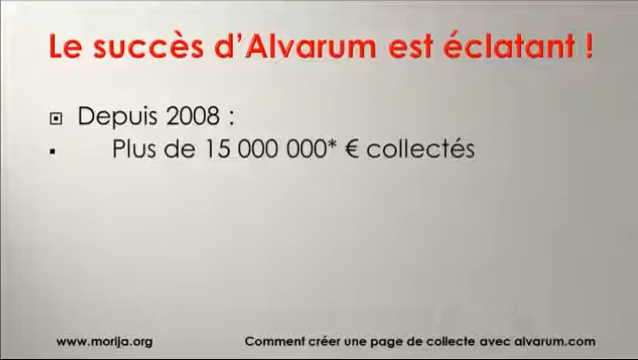 Le succès d'Alvarum est éclatant !
Depuis 2008 :
Plus de 15 000 000* € collectés
www.morija.org Comment créer une page de collecte avec alvarum.com